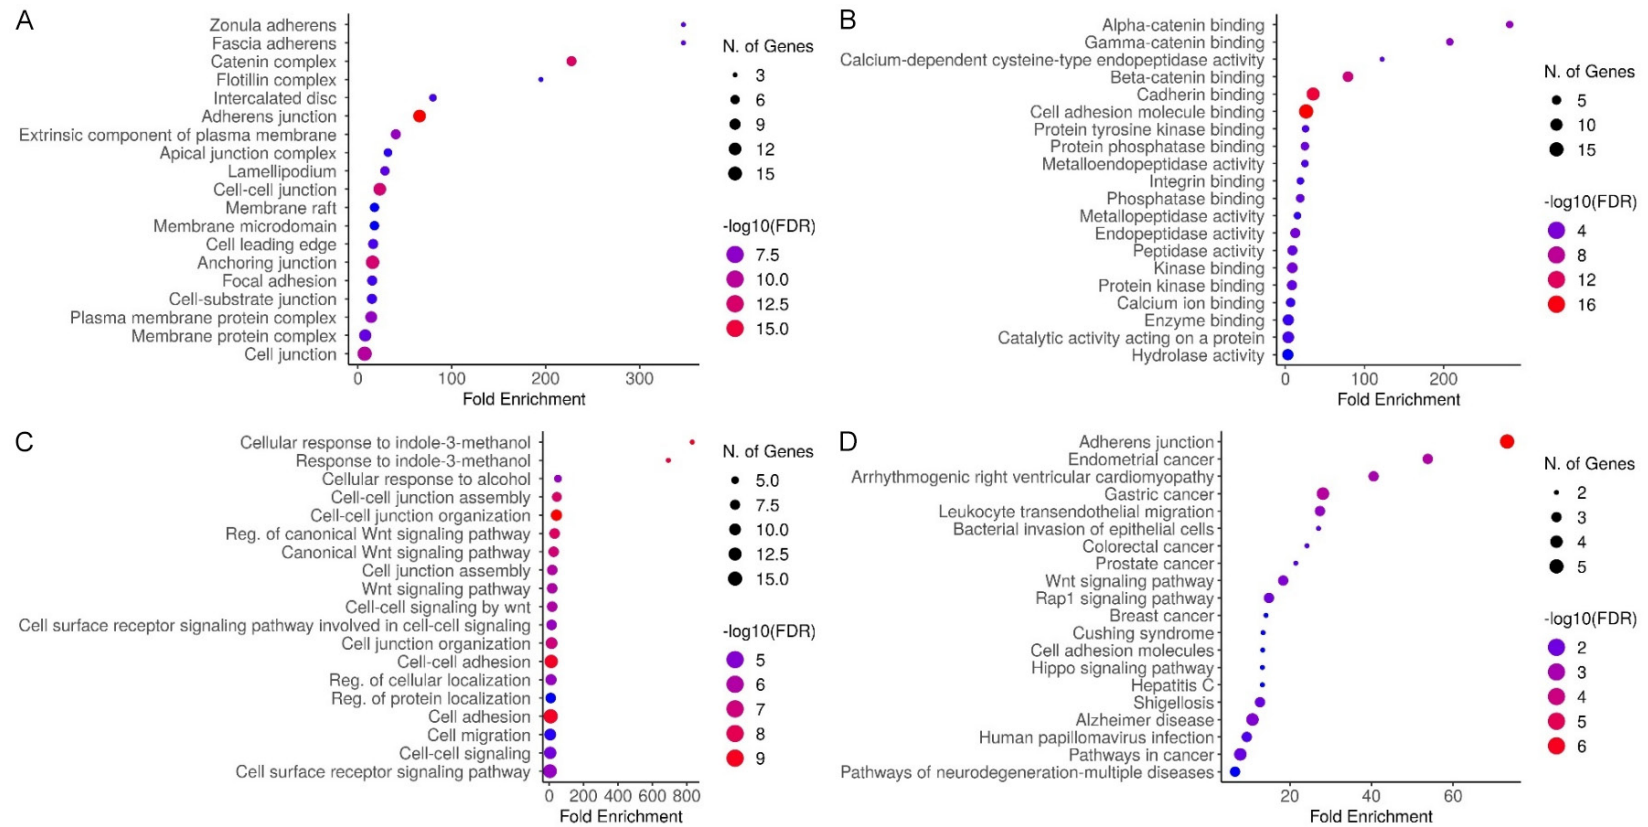 A
Zonula adherens
Fascia adherens
Catenin complex
Flotillin complex
Intercalated disc
Adherens junction
Extrinsic component of plasma membrane
Apical junction complex
Lamellipodium
Cell-cell junction
Membrane raft
Membrane microdomain
Cell leading edge
Anchoring junction
Focal adhesion
Cell-substrate junction
Plasma membrane protein complex
Membrane protein complex
Cell junction
0 100 200 300
Fold Enrichment
N. of Genes
3
6
9
12
15
-log10(FDR)
7.5
10.0
12.5
15.0
B
Alpha-catenin binding
Gamma-catenin binding
Calcium-dependent cysteine-type endopeptidase activity
Beta-catenin binding
Cadherin binding
Cell adhesion molecule binding
Protein tyrosine kinase binding
Protein phosphatase binding
Metalloendopeptidase activity
Integrin binding
Phosphatase binding
Metallopeptidase activity
Endopeptidase activity
Peptidase activity
Kinase binding
Protein kinase binding
Calcium ion binding
Enzyme binding
Catalytic activity acting on a protein
Hydrolase activity
0 100 200
Fold Enrichment
N. of Genes
5
10
15
-log10(FDR)
4
8
12
16
C
Cellular response to indole-3-methanol
Response to indole-3-methanol
Cellular response to alcohol
Cell-cell junction assembly
Cell-cell junction organization
Reg. of canonical Wnt signaling pathway
Canonical Wnt signaling pathway
Cell junction assembly
Wnt signaling pathway
Cell-cell signaling by wnt
Cell surface receptor signaling pathway involved in cell-cell signaling
Cell junction organization
Cell-cell adhesion
Reg. of cellular localization
Reg. of protein localization
Cell adhesion
Cell migration
Cell-cell signaling
Cell surface receptor signaling pathway
0 200 400 600 800
Fold Enrichment
N. of Genes
5.0
7.5
10.0
12.5
15.0
-log10(FDR)
5
6
7
8
9
D
Adherens junction
Endometrial cancer
Arrhythmogenic right ventricular cardiomyopathy
Gastric cancer
Leukocyte transendothelial migration
Bacterial invasion of epithelial cells
Colorectal cancer
Prostate cancer
Wnt signaling pathway
Rap1 signaling pathway
Breast cancer
Cushing syndrome
Cell adhesion molecules
Hippo signaling pathway
Hepatitis C
Shigellosis
Alzheimer disease
Human papillomavirus infection
Pathways in cancer
Pathways of neurodegeneration-multiple diseases
20 40 60
Fold Enrichment
N. of Genes
2
3
4
5
-log10(FDR)
2
3
4
5
6